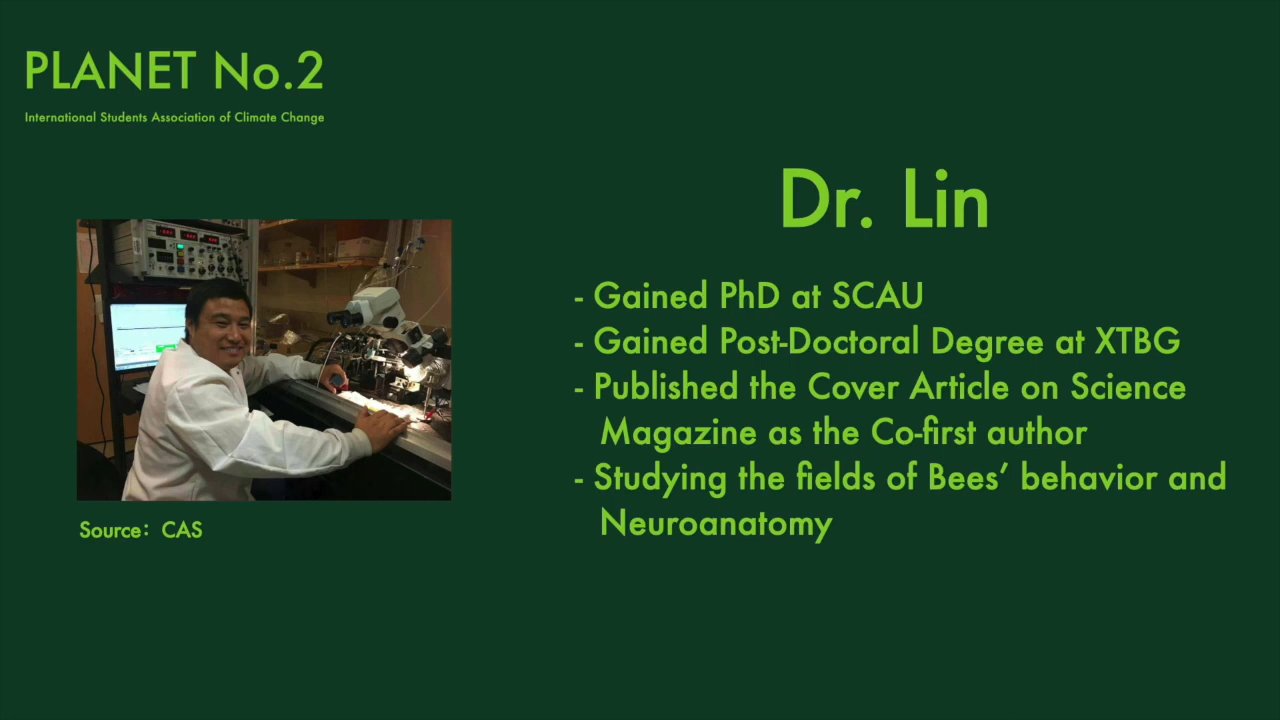 PLANET No.2
International Students Association of Climate Change
Dr. Lin
- Gained PhD at SCAU
- Gained Post-Doctoral Degree at XTBG
- Published the Cover Article on Science
Magazine as the Co-first author
- Studying the fields of Bees’ behavior and
Neuroanatomy
Source：CAS